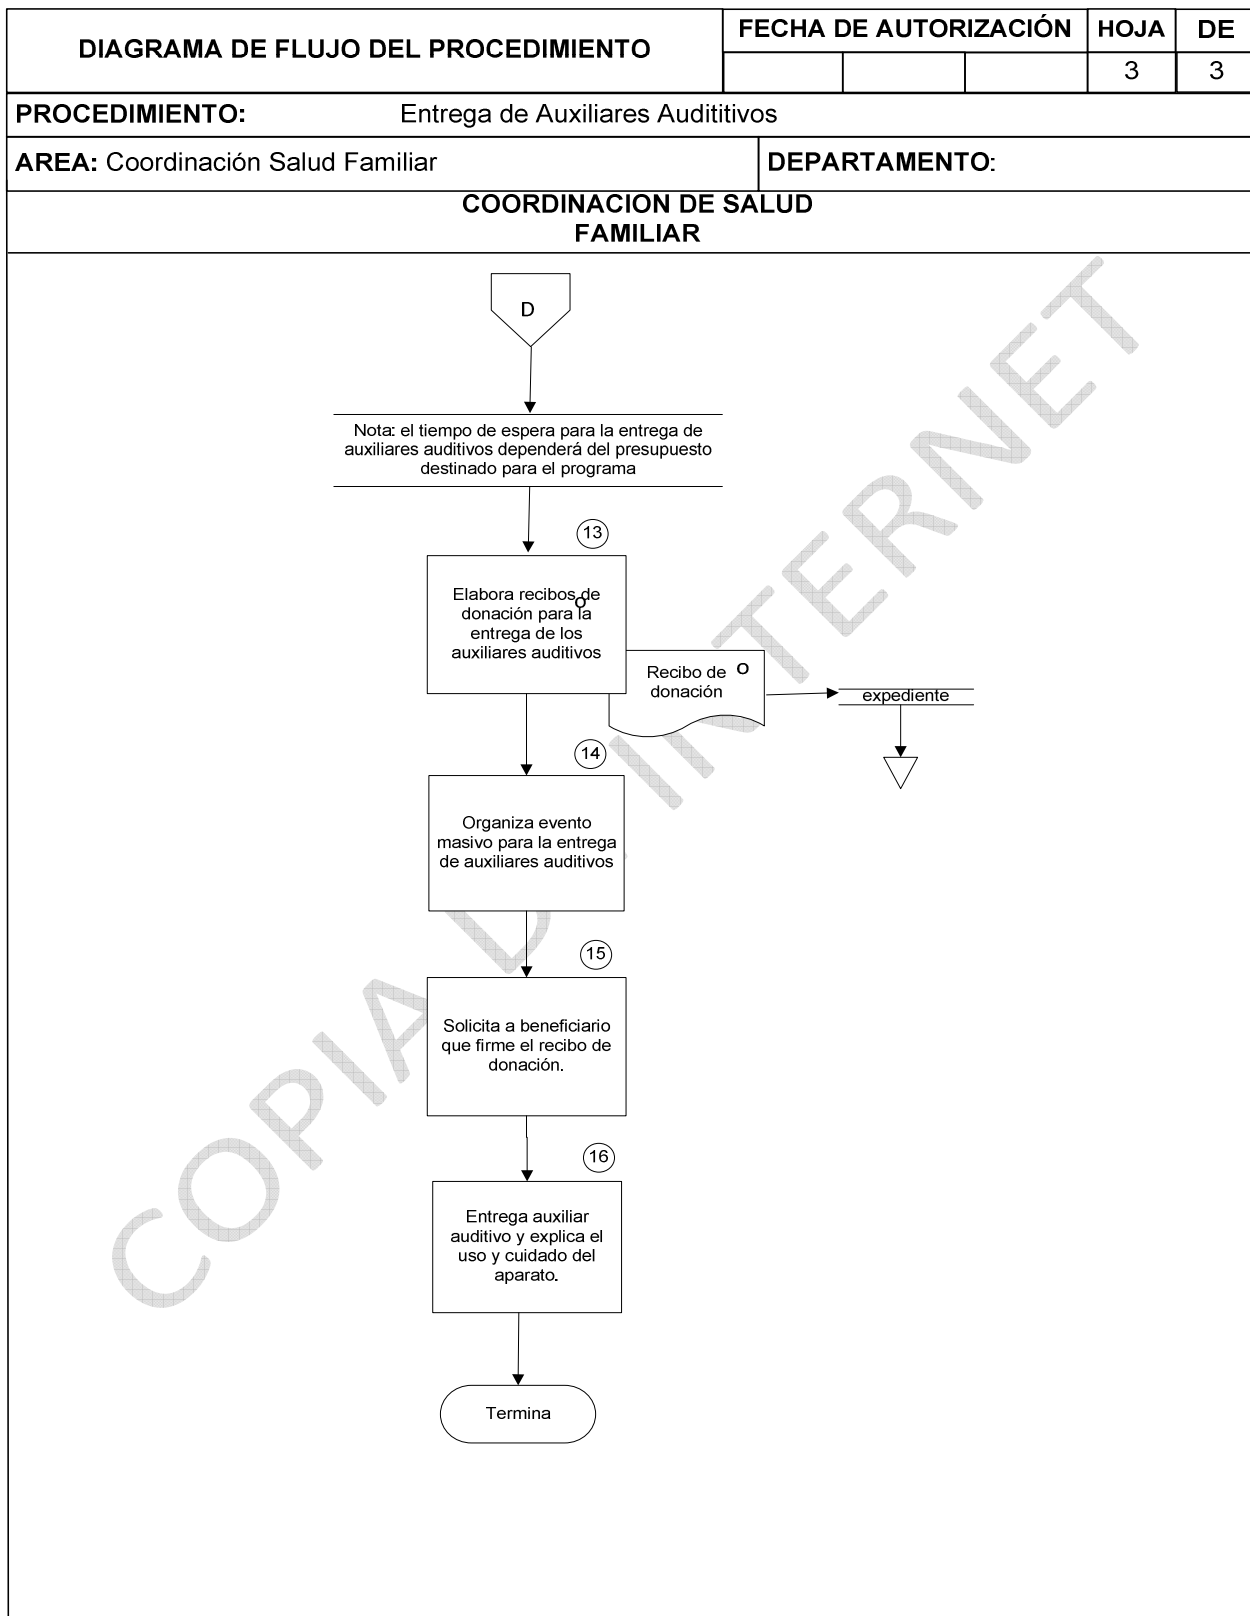 DIAGRAMA DE FLUJO DEL PROCEDIMIENTO
FECHA DE AUTORIZACIÓN
HOJA
DE
3
3
PROCEDIMIENTO: Entrega de Auxiliares Audititivos
AREA: Coordinación Salud Familiar
DEPARTAMENTO:
COORDINACION DE SALUD
FAMILIAR
D
Nota: el tiempo de espera para la entrega de
auxiliares auditivos dependerá del presupuesto
destinado para el programa
13
Elabora recibos de
donación para la
entrega de los
auxiliares auditivos
O
Recibo de
donación
O
expediente
14
Organiza evento
masivo para la entrega
de auxiliares auditivos
15
Solicita a beneficiario
que firme el recibo de
donación.
16
Entrega auxiliar
auditivo y explica el
uso y cuidado del
aparato.
Termina
COPIA D INTERNET